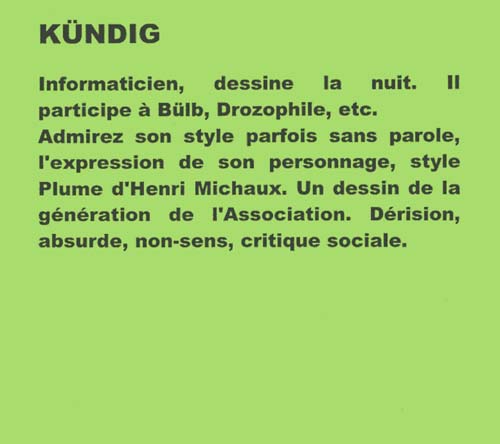 KÜNDIG
Informaticien, dessine la nuit. Il
participe à Bülb, Drozophile, etc.
Admirez son style parfois sans parole,
l'expression de son personnage, style
Plume d'Henri Michaux. Un dessin de la
génération de l'Association. Dérision,
absurde, non-sens, critique sociale.